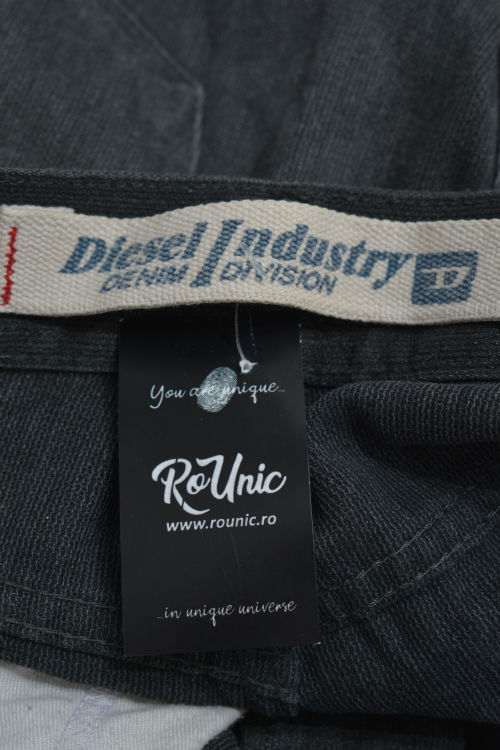 Diesel Industry
DENIM DIVISION
D
You are unique...
RoUnic
www.rounic.ro
...in unique universe